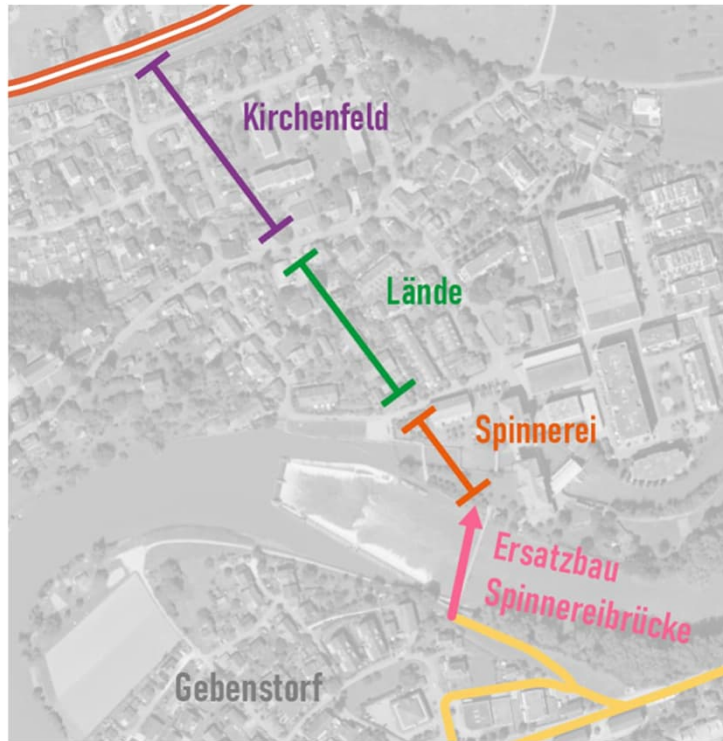 Kirchenfeld
Lände
Spinnerei
Ersatzbau
Spinnereibrücke
Gebenstorf